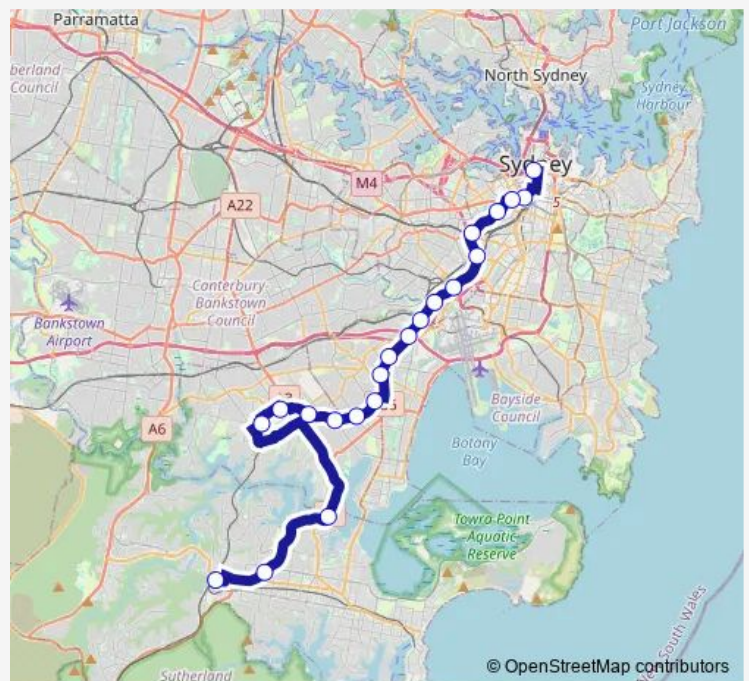 Parramatta
Port Jackson
North Sydney
Council
Sydney
Harbour
Sydney
M4
A22
5
Canterbury-
Bankstown
Council
Bankstown
Airport
Bayside
Council
A6
Botany
Bay
Towra Point
Aquatic
Reserve
New South Wales
Sutherland
© OpenStreetMap contributors